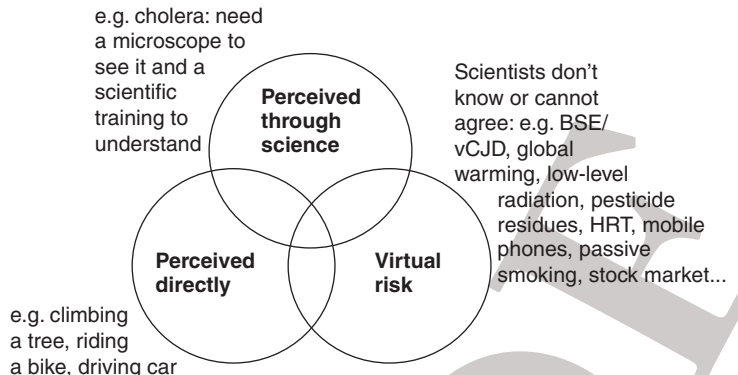 e.g. cholera: need
a microscope to
see it and a
scientific
training to
understand
Perceived
through
science
Scientists don't
know or cannot
agree: e.g. BSE/
vCJD, global
warming, low-level
radiation, pesticide
residues, HRT, mobile
phones, passive
smoking, stock market...
Perceived
directly
Virtual
risk
e.g. climbing
a tree, riding
a bike, driving car